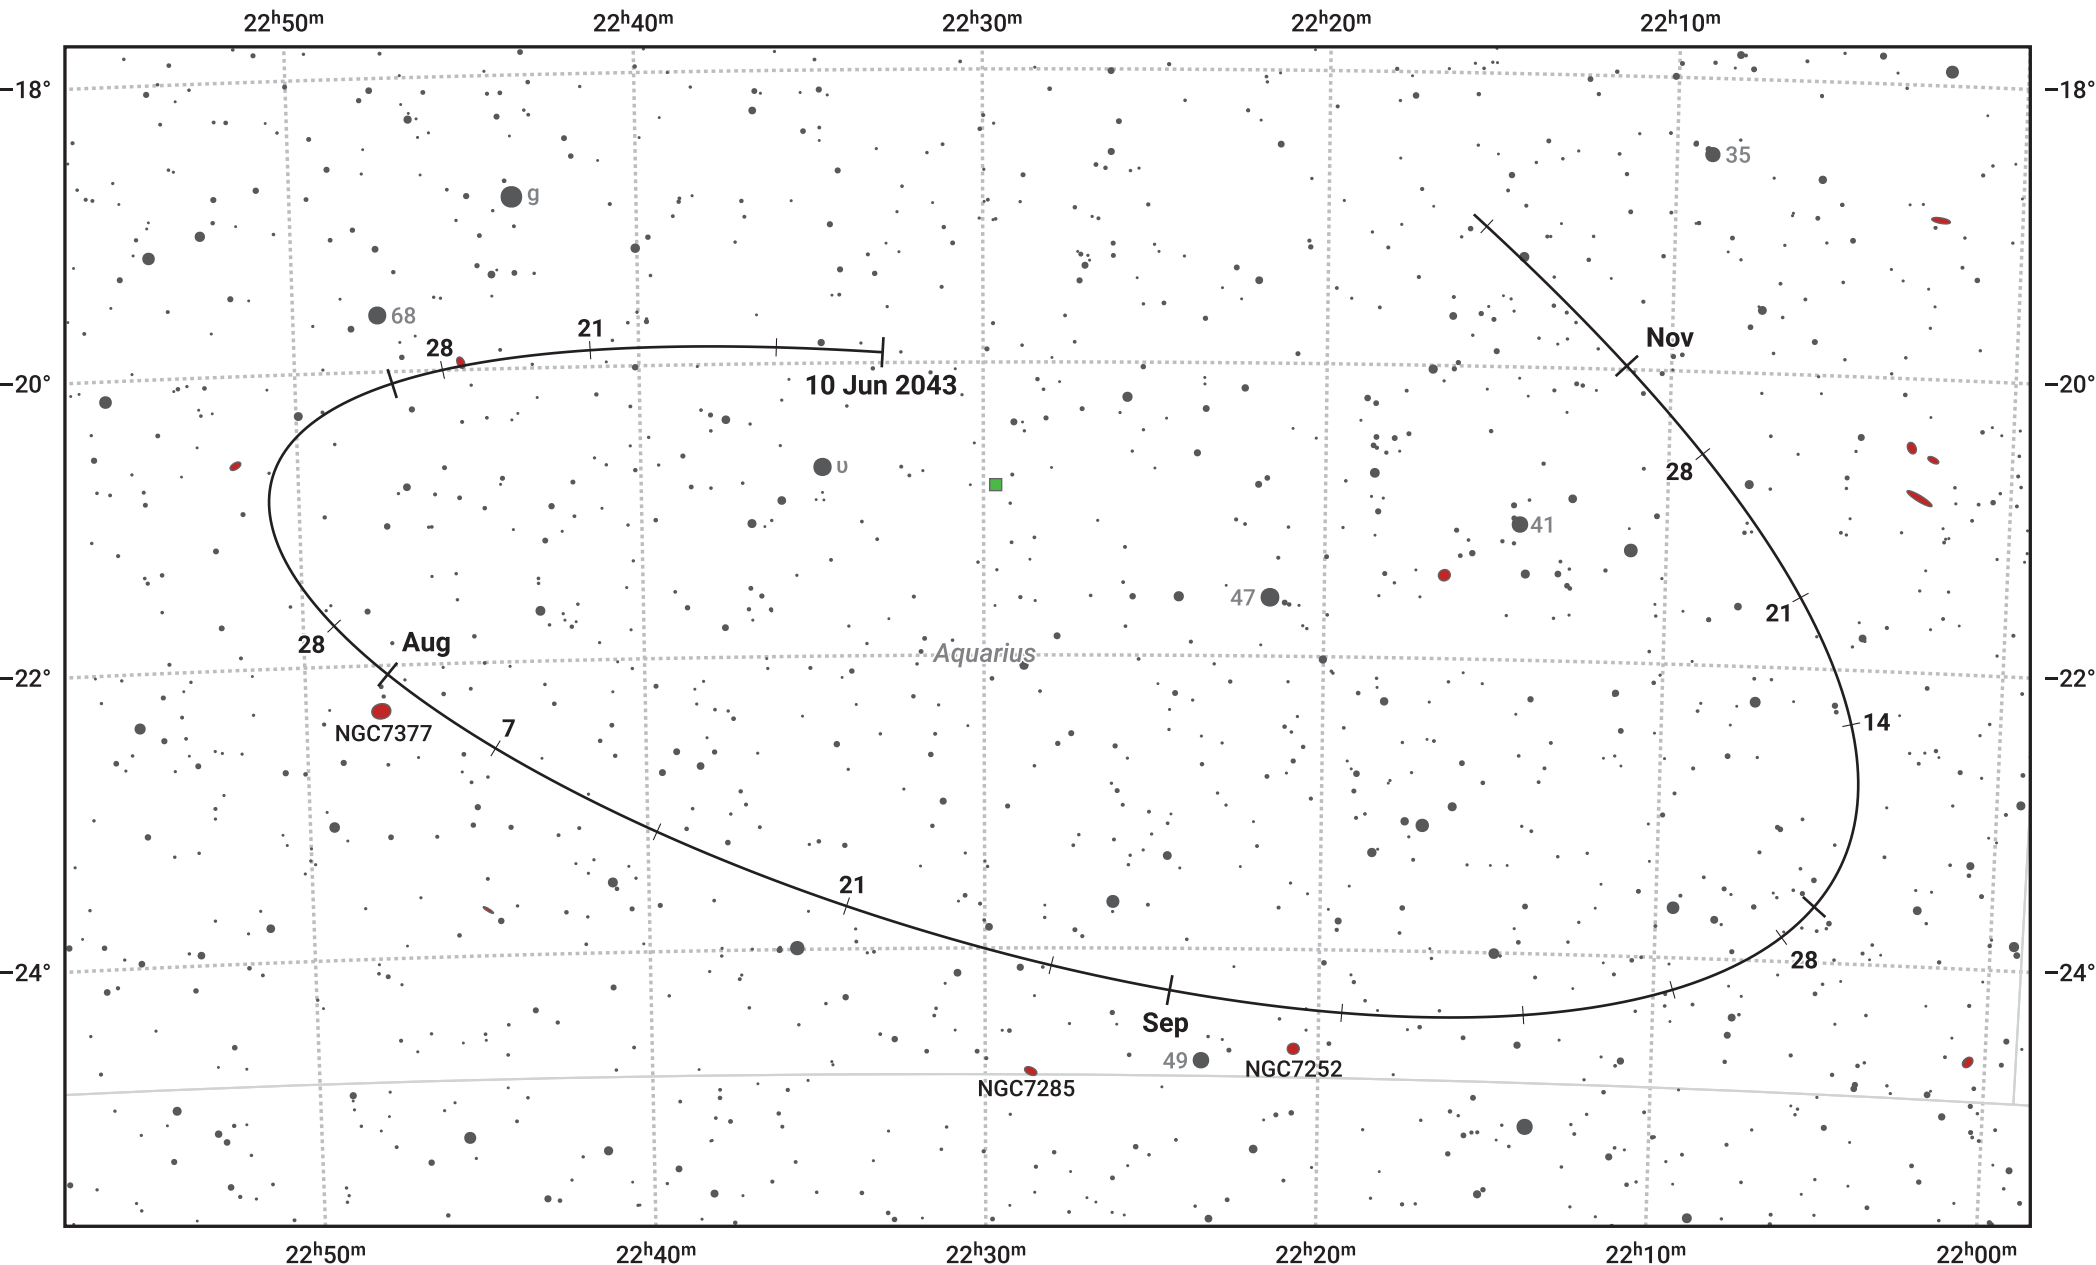 22ʰ50ᵐ 22ʰ40ᵐ 22ʰ30ᵐ 22ʰ20ᵐ 22ʰ10ᵐ
−18° −18°
35
g
68
21
28
Nov
−20° 10 Jun 2043 −20°
υ
28
41
47
21
28 Aug
Aquarius
−22° −22°
NGC7377
7
14
21
28
−24° −24°
Sep
49 NGC7252
NGC7285
22ʰ50ᵐ 22ʰ40ᵐ 22ʰ30ᵐ 22ʰ20ᵐ 22ʰ10ᵐ 22ʰ00ᵐ